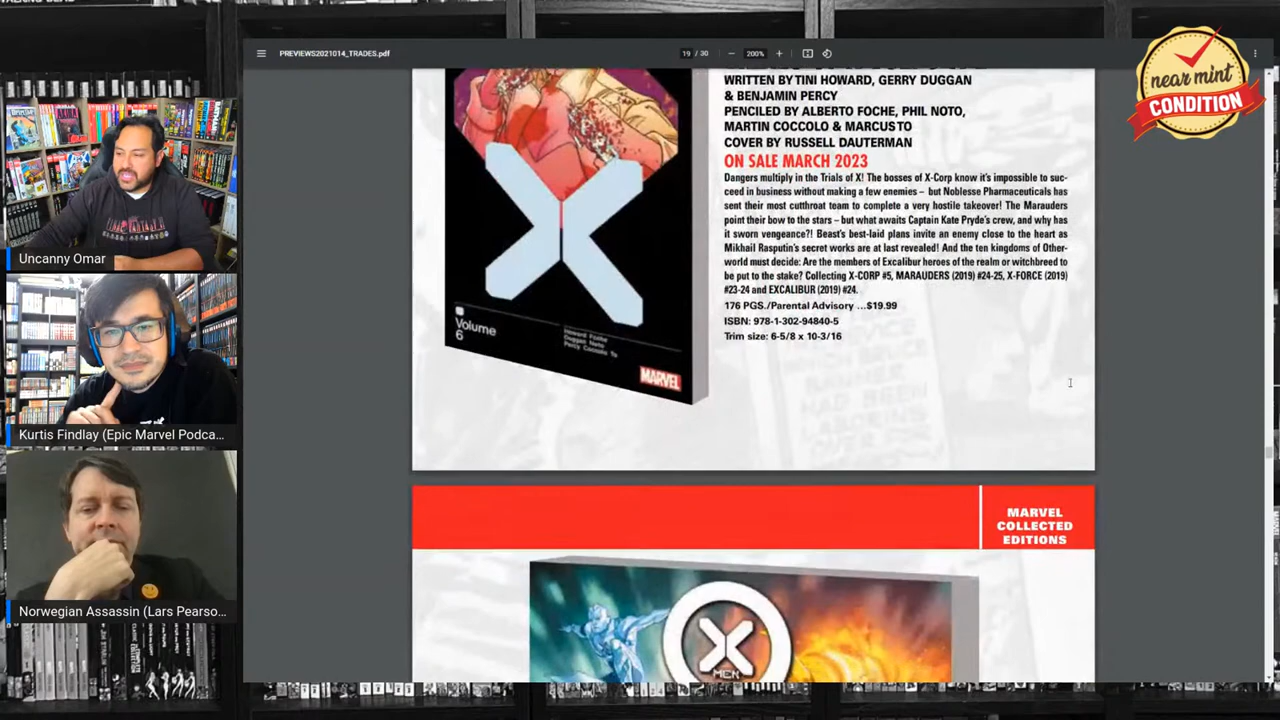 PREVIEWS2021014_TRADES.pdf
19 / 30
200%
near mint
CONDITION
WRITTEN BY TINI HOWARD, GERRY DUGGAN
& BENJAMIN PERCY
PENCILED BY ALBERTO FOCHE, PHIL NOTO,
MARTIN COCCOLO & MARCUS TO
COVER BY RUSSELL DAUTERMAN
ON SALE MARCH 2023
Dangers multiply in the Trials of X! The bosses of X-Corp know it's impossible to suc-
ceed in business without making a few enemies – but Noblesse Pharmaceuticals has
sent their most cutthroat team to complete a very hostile takeover! The Marauders
point their bow to the stars – but what awaits Captain Kate Pryde's crew, and why has
it sworn vengeance?! Beast's best-laid plans invite an enemy close to the heart as
Mikhail Rasputin's secret works are at last revealed! And the ten kingdoms of Other-
world must decide: Are the members of Excalibur heroes of the realm or witchbreed to
be put to the stake? Collecting X-CORP #5, MARAUDERS (2019) #24-25, X-FORCE (2019)
#23-24 and EXCALIBUR (2019) #24.
176 PGS./Parental Advisory ...$19.99
ISBN: 978-1-302-94840-5
Trim size: 6-5/8 x 10-3/16
X
Volume
6
Howard Foche
Duggan Noto
Percy Coccolo To
MARVEL
Uncanny Omar
Kurtis Findlay (Epic Marvel Podca...
Norwegian Assassin (Lars Pearso...
MARVEL
COLLECTED
EDITIONS
X
MEN